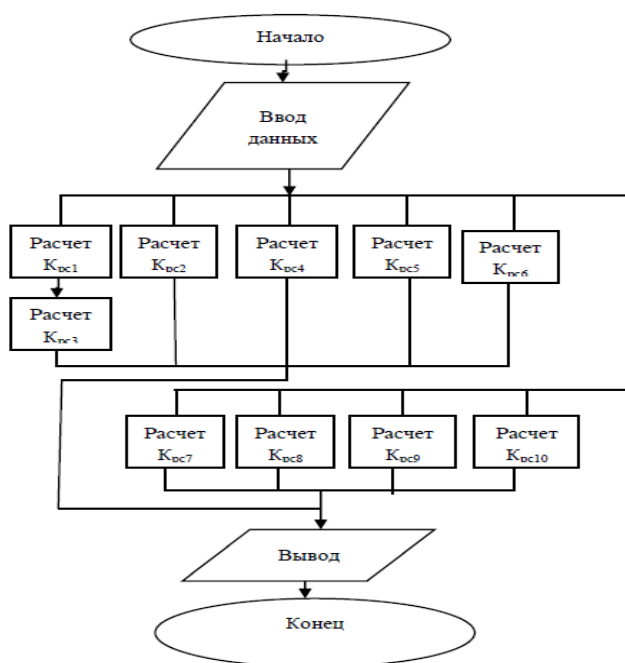 Начало
Ввод
данных
Расчет
Kрс1
Расчет
Kрс2
Расчет
Kрс4
Расчет
Kрс5
Расчет
Kрс6
Расчет
Kрс3
Расчет
Kрс7
Расчет
Kрс8
Расчет
Kрс9
Расчет
Kрс10
Вывод
Конец